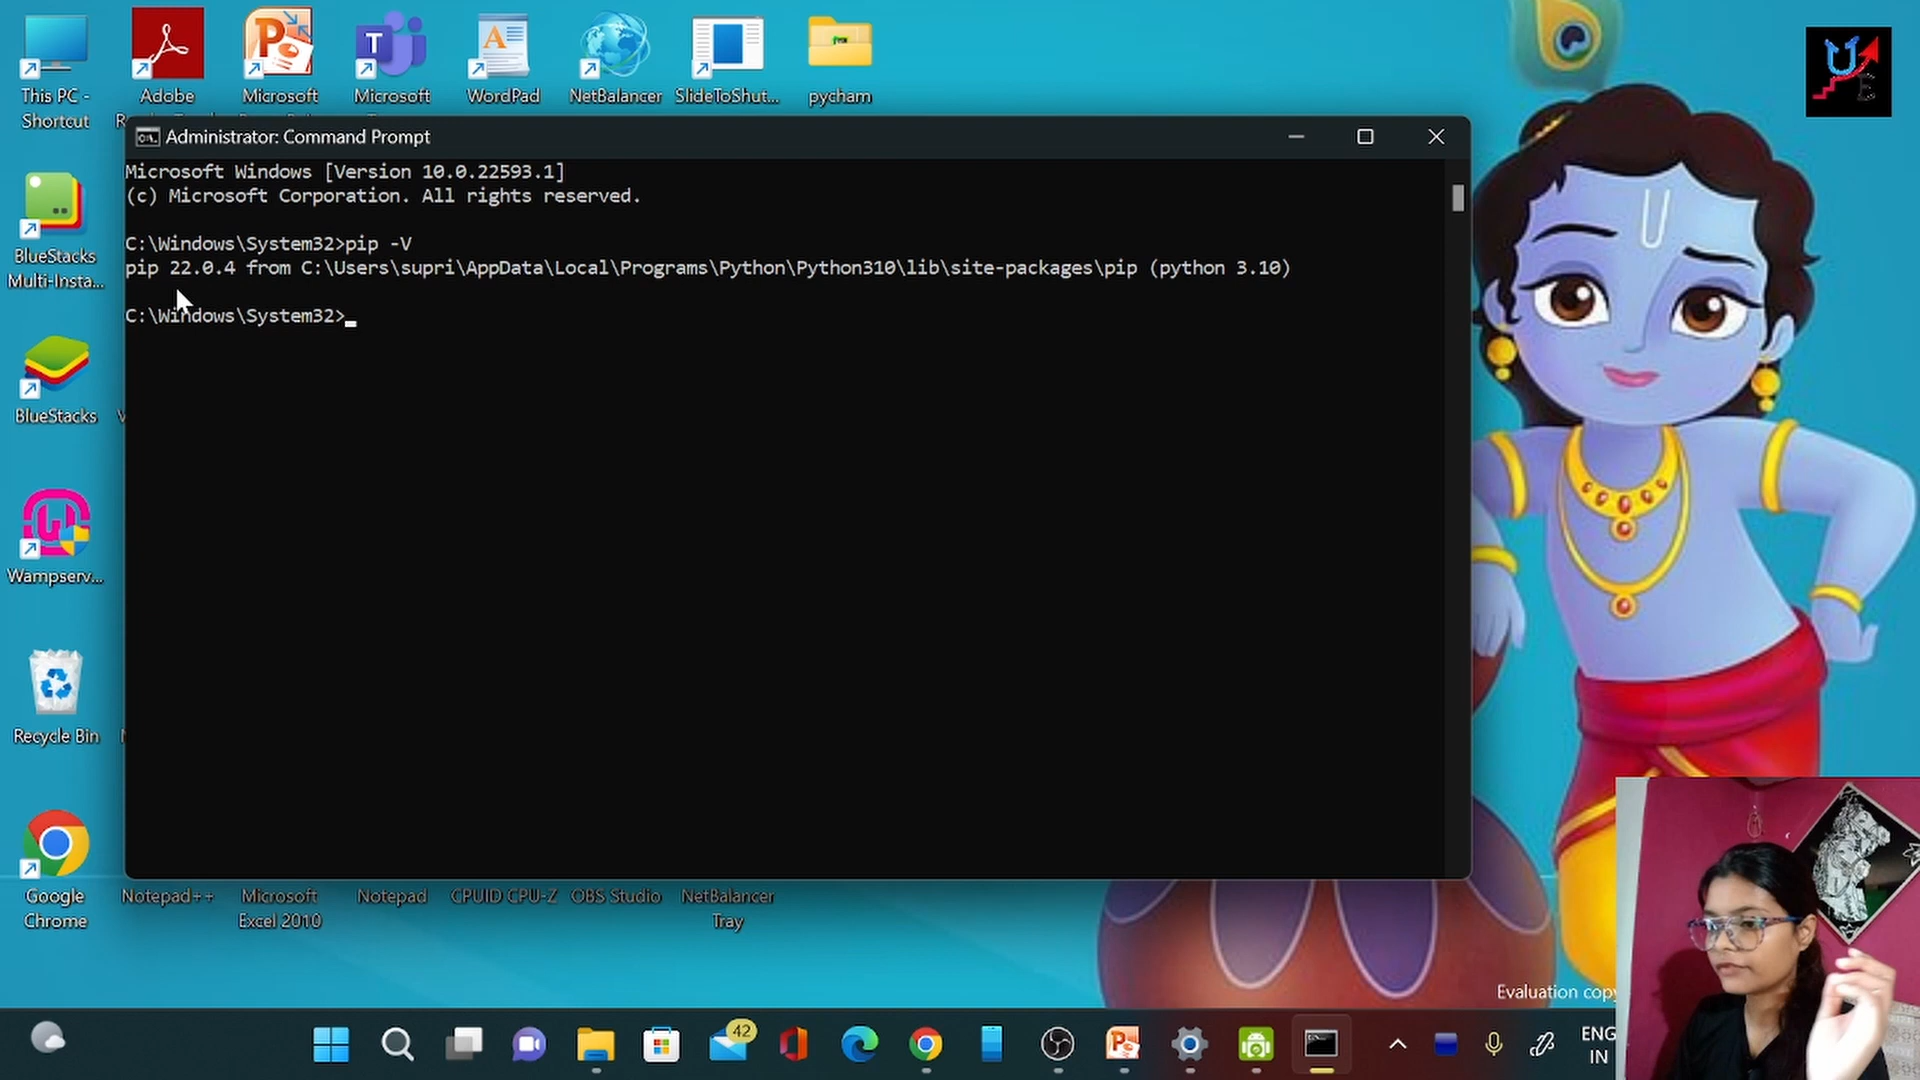 This PC -
Shortcut
Adobe
Microsoft
Microsoft
WordPad
NetBalancer
SlideToShut...
pycham
Administrator: Command Prompt
Microsoft Windows [Version 10.0.22593.1]
(c) Microsoft Corporation. All rights reserved.
C:\Windows\System32>pip -V
pip 22.0.4 from C:\Users\supri\AppData\Local\Programs\Python\Python310\lib\site-packages\pip (python 3.10)
C:\Windows\System32>
BlueStacks
Multi-Insta...
BlueStacks
Wampserv...
Recycle Bin
Google
Chrome
Notepad++
Microsoft
Excel 2010
Notepad
CPUID CPU-Z
OBS Studio
NetBalancer
Tray
Evaluation copy
42
ENG
IN